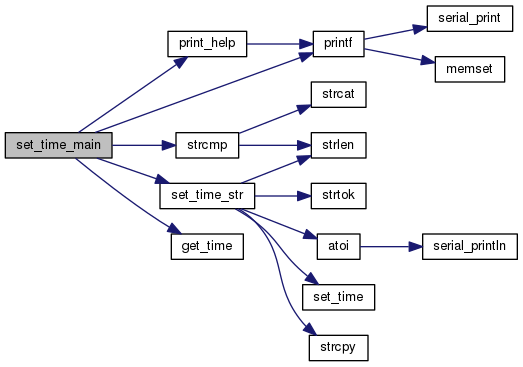 serial_print
print_help
printf
memset
strcat
set_time_main
strcmp
strlen
set_time_str
strtok
get_time
atoi
serial_println
set_time
strcpy